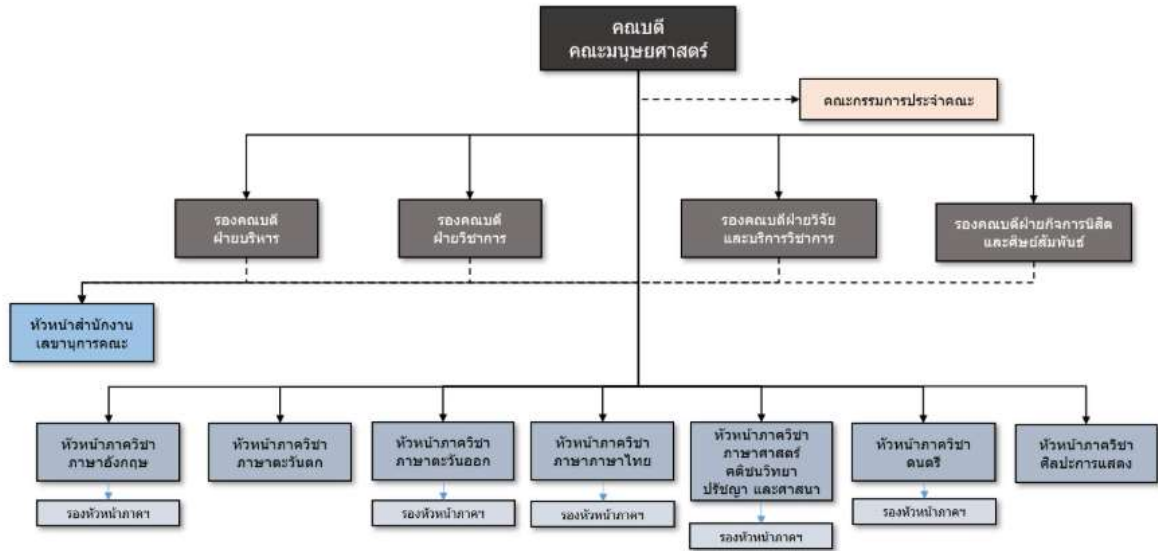 คณบดี
คณะมนุษยศาสตร์
คณะกรรมการประจำคณะ
รองคณบดี
ฝ่ายบริหาร
รองคณบดี
ฝ่ายวิชาการ
รองคณบดีฝ่ายวิจัย
และบริการวิชาการ
รองคณบดีฝ่ายกิจการนิสิต
และศิษย์สัมพันธ์
หัวหน้าสำนักงาน
เลขานุการคณะ
หัวหน้าภาควิชา
ภาษาอังกฤษ
รองหัวหน้าภาคฯ
หัวหน้าภาควิชา
ภาษาตะวันตก
หัวหน้าภาควิชา
ภาษาตะวันออก
รองหัวหน้าภาคฯ
หัวหน้าภาควิชา
ภาษาภาษาไทย
รองหัวหน้าภาคฯ
หัวหน้าภาควิชา
ภาษาศาสตร์
คติชนวิทยา
ปรัชญา และศาสนา
รองหัวหน้าภาคฯ
หัวหน้าภาควิชา
ดนตรี
รองหัวหน้าภาคฯ
หัวหน้าภาควิชา
ศิลปะการแสดง